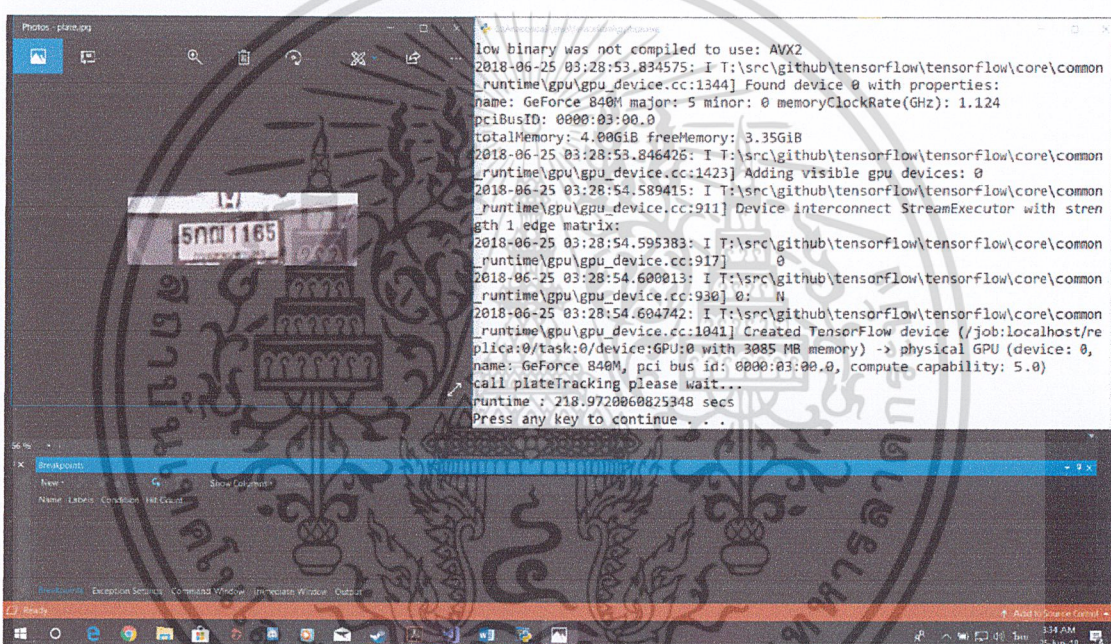 Photos - plate.jpg
5กณ 1165
low binary was not compiled to use: AVX2
2018-06-25 03:28:53.834575: I T:\src\github\tensorflow\tensorflow\core\common
_runtime\gpu\gpu_device.cc:1344] Found device 0 with properties:
name: GeForce 840M major: 5 minor: 0 memoryClockRate(GHz): 1.124
pciBusID: 0000:03:00.0
totalMemory: 4.00GiB freeMemory: 3.35GiB
2018-06-25 03:28:53.846426: I T:\src\github\tensorflow\tensorflow\core\common
_runtime\gpu\gpu_device.cc:1423] Adding visible gpu devices: 0
2018-06-25 03:28:54.589415: I T:\src\github\tensorflow\tensorflow\core\common
_runtime\gpu\gpu_device.cc:911] Device interconnect StreamExecutor with stren
gth 1 edge matrix:
2018-06-25 03:28:54.595383: I T:\src\github\tensorflow\tensorflow\core\common
_runtime\gpu\gpu_device.cc:917]      0
2018-06-25 03:28:54.600013: I T:\src\github\tensorflow\tensorflow\core\common
_runtime\gpu\gpu_device.cc:930] 0:   N
2018-06-25 03:28:54.604742: I T:\src\github\tensorflow\tensorflow\core\common
_runtime\gpu\gpu_device.cc:1041] Created TensorFlow device (/job:localhost/re
plica:0/task:0/device:GPU:0 with 3085 MB memory) -> physical GPU (device: 0,
name: GeForce 840M, pci bus id: 0000:03:00.0, compute capability: 5.0)
call plateTracking please wait...
runtime : 218.9720060825348 secs
Press any key to continue . . .
56 %
Breakpoints
New
Show Columns
Name Labels Condition Hit Count
Breakpoints Exception Settings Command Window Immediate Window Output
Ready
Add to Source Control
3:34 AM